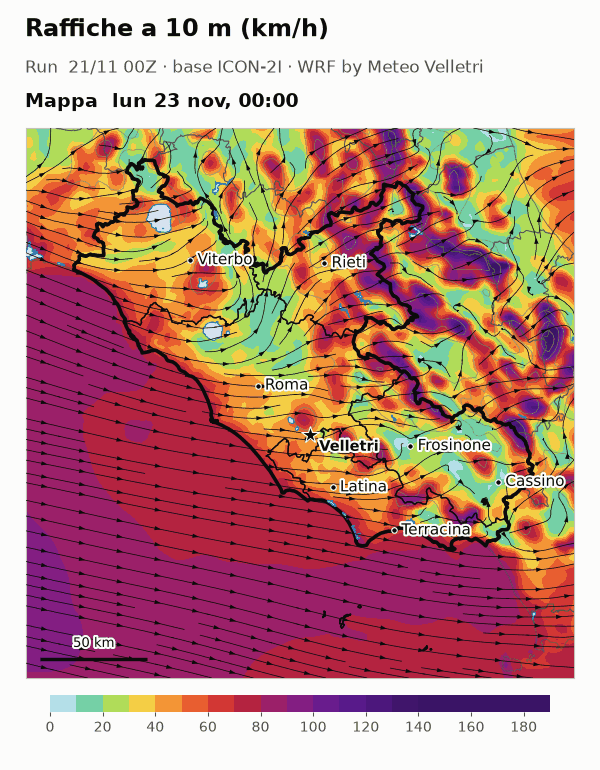 Raffiche a 10 m (km/h)
Run  21/11 00Z · base ICON-2I · WRF by Meteo Velletri
Mappa  lun 23 nov, 00:00
Viterbo
Rieti
Roma
Velletri
Frosinone
Latina
Cassino
Terracina
50 km
0 20 40 60 80 100 120 140 160 180